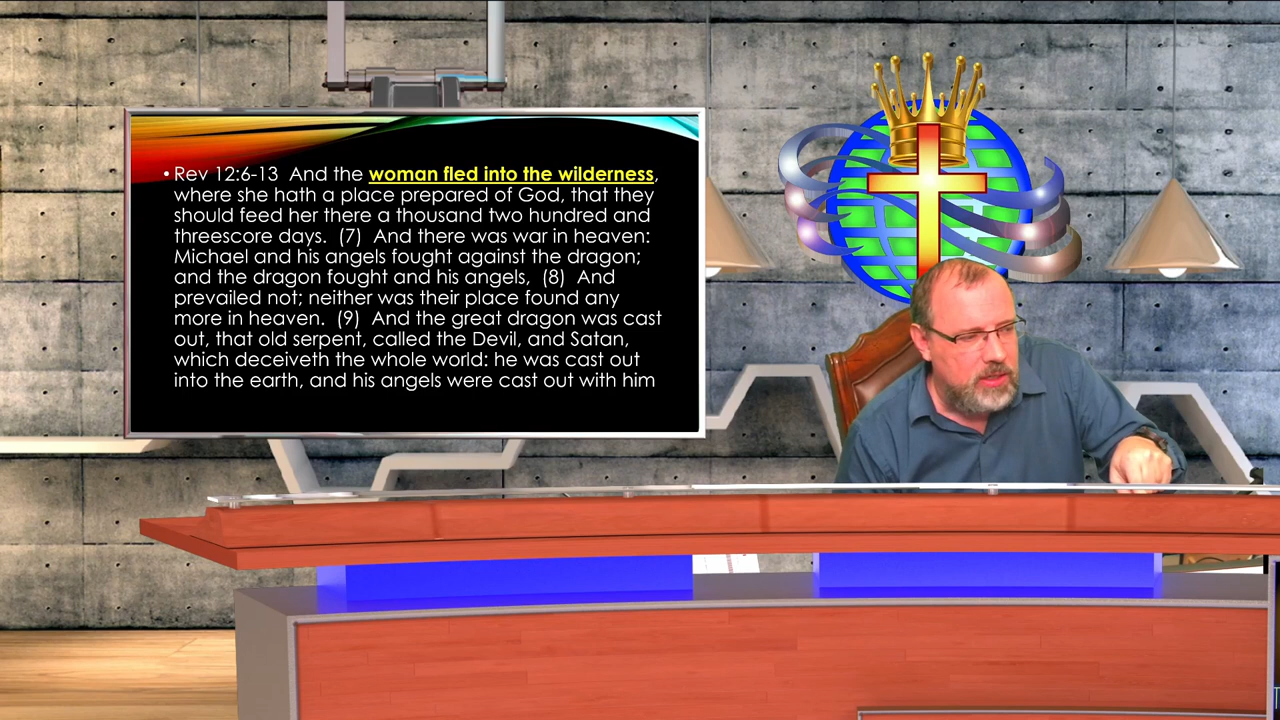 • Rev 12:6-13 And the woman fled into the wilderness,
where she hath a place prepared of God, that they
should feed her there a thousand two hundred and
threescore days. (7) And there was war in heaven:
Michael and his angels fought against the dragon;
and the dragon fought and his angels, (8) And
prevailed not; neither was their place found any
more in heaven. (9) And the great dragon was cast
out, that old serpent, called the Devil, and Satan,
which deceiveth the whole world: he was cast out
into the earth, and his angels were cast out with him